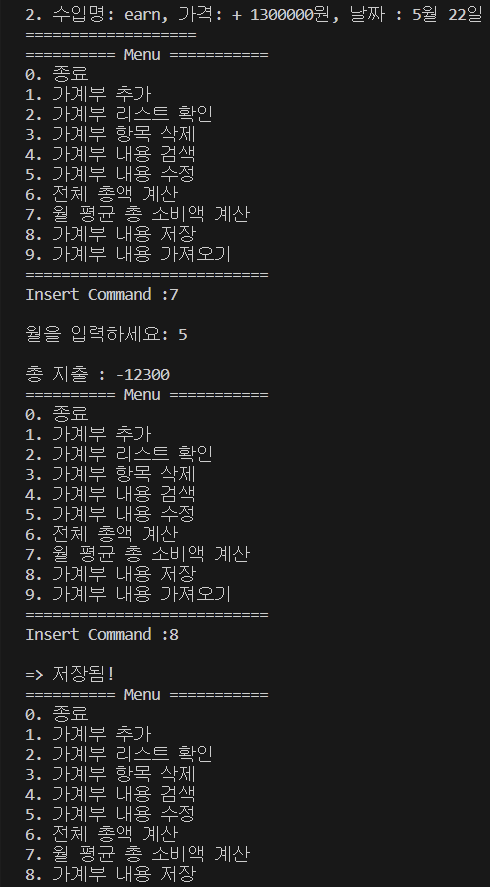 2. 수입명: earn, 가격: + 1300000원, 날짜 : 5월 22일
===================
========== Menu ===========
0. 종료
1. 가계부 추가
2. 가계부 리스트 확인
3. 가계부 항목 삭제
4. 가계부 내용 검색
5. 가계부 내용 수정
6. 전체 총액 계산
7. 월 평균 총 소비액 계산
8. 가계부 내용 저장
9. 가계부 내용 가져오기
===========================
Insert Command :7
월을 입력하세요: 5
총 지출 : -12300
========== Menu ===========
0. 종료
1. 가계부 추가
2. 가계부 리스트 확인
3. 가계부 항목 삭제
4. 가계부 내용 검색
5. 가계부 내용 수정
6. 전체 총액 계산
7. 월 평균 총 소비액 계산
8. 가계부 내용 저장
9. 가계부 내용 가져오기
===========================
Insert Command :8
=> 저장됨!
========== Menu ===========
0. 종료
1. 가계부 추가
2. 가계부 리스트 확인
3. 가계부 항목 삭제
4. 가계부 내용 검색
5. 가계부 내용 수정
6. 전체 총액 계산
7. 월 평균 총 소비액 계산
8. 가계부 내용 저장